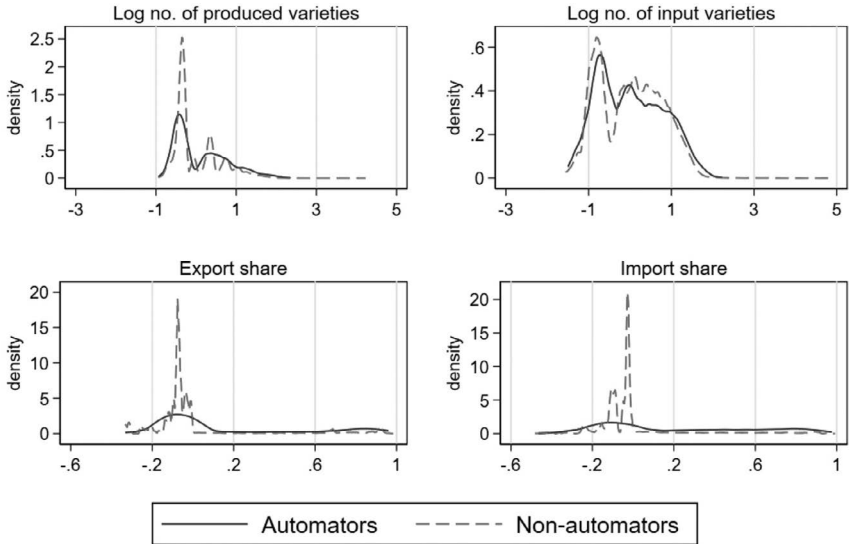 Log no. of produced varieties
density
2.5
2
1.5
1
.5
0
-3 -1 1 3 5
Log no. of input varieties
density
.6
.4
.2
0
-3 -1 1 3 5
Export share
density
20
15
10
5
0
-.6 -.2 .2 .6 1
Import share
density
20
15
10
5
0
-.6 -.2 .2 .6 1
Automators Non-automators